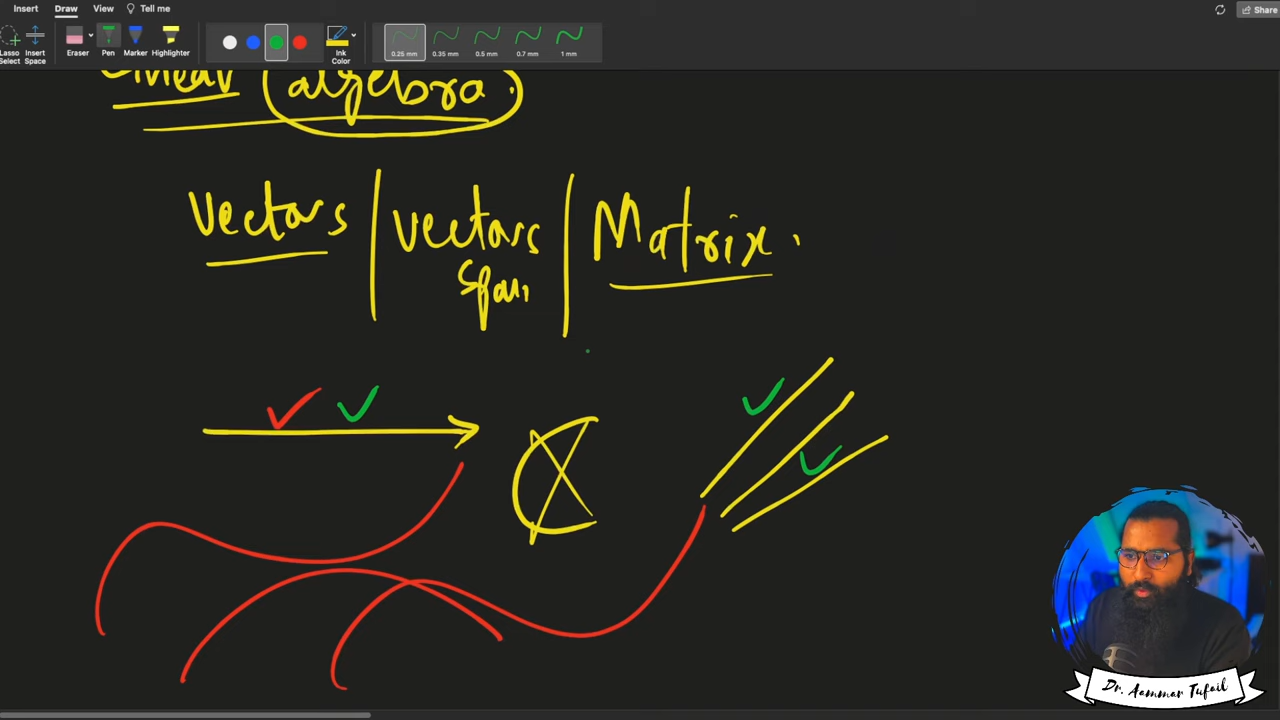 Insert Draw View Tell me Share
Lasso Select Insert Space Eraser Pen Marker Highlighter Ink Color 0.25 mm 0.35 mm 0.5 mm 0.7 mm 1 mm
Linear (algebra.)
Vectors | Vectors | Matrix.
Span
Dr. Aammar Tufail